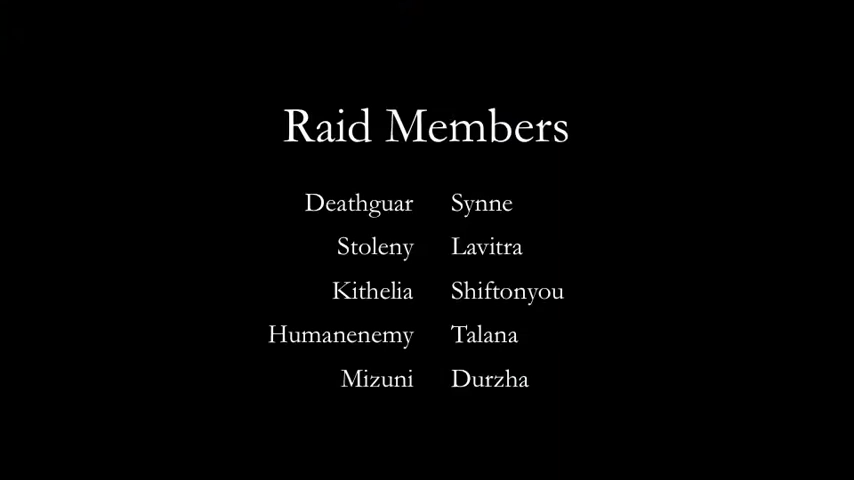 Raid Members
Deathguar Synne
Stoleny Lavitra
Kithelia Shiftonyou
Humanenemy Talana
Mizuni Durzha